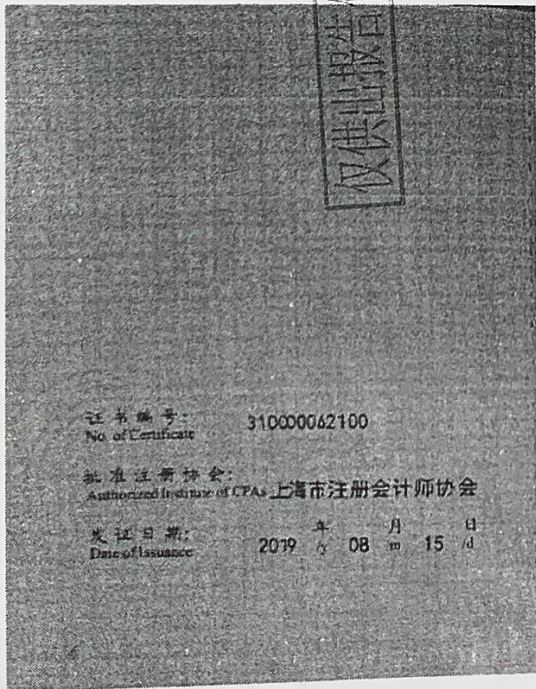 仅供出报告
证书编号: 310000062100
No. of Certificate
批准注册协会: 上海市注册会计师协会
Authorized Institute of CPAs
发证日期: 2019 年 08 月 15 日
Date of Issuance /y /m /d